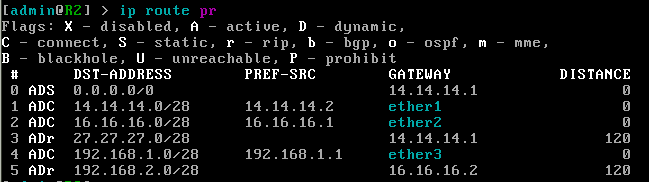 [admin@R2] > ip route pr
Flags: X - disabled, A - active, D - dynamic,
C - connect, S - static, r - rip, b - bgp, o - ospf, m - mme,
B - blackhole, U - unreachable, P - prohibit
# DST-ADDRESS PREF-SRC GATEWAY DISTANCE
0 ADS 0.0.0.0/0 14.14.14.1 0
1 ADC 14.14.14.0/28 14.14.14.2 ether1 0
2 ADC 16.16.16.0/28 16.16.16.1 ether2 0
3 ADr 27.27.27.0/28 14.14.14.1 120
4 ADC 192.168.1.0/28 192.168.1.1 ether3 0
5 ADr 192.168.2.0/28 16.16.16.2 120